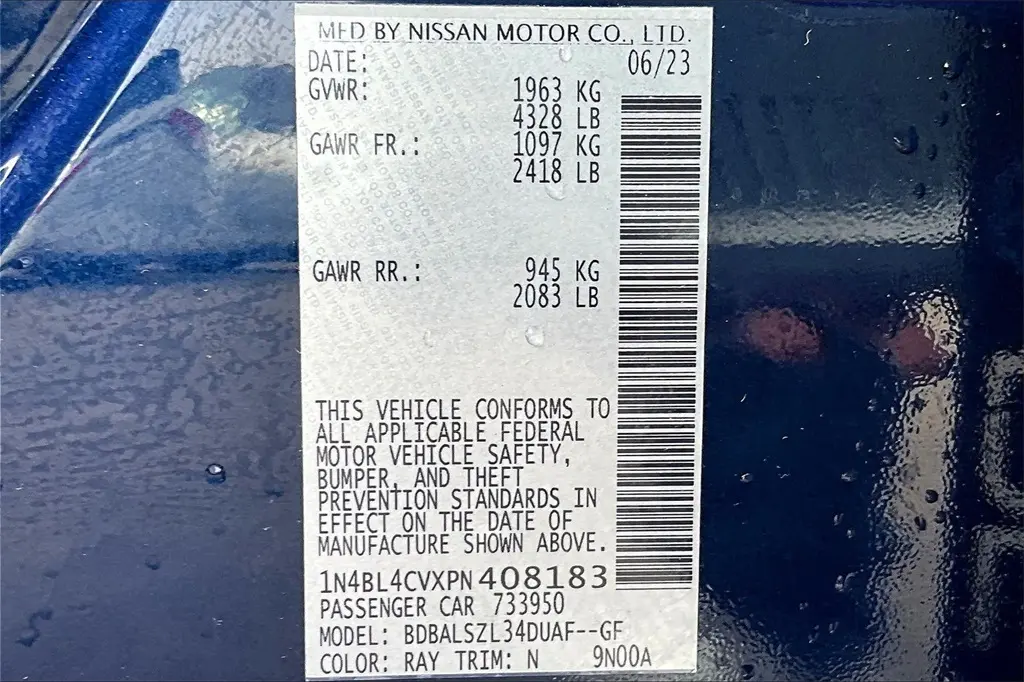 MFD BY NISSAN MOTOR CO., LTD.
DATE: 06/23
GVWR: 1963 KG
4328 LB
GAWR FR.: 1097 KG
2418 LB
GAWR RR.: 945 KG
2083 LB
THIS VEHICLE CONFORMS TO
ALL APPLICABLE FEDERAL
MOTOR VEHICLE SAFETY,
BUMPER, AND THEFT
PREVENTION STANDARDS IN
EFFECT ON THE DATE OF
MANUFACTURE SHOWN ABOVE.
1N4BL4CVXPN408183
PASSENGER CAR 733950
MODEL: BDBALSZL34DUAF--GF
COLOR: RAY TRIM: N 9N00A